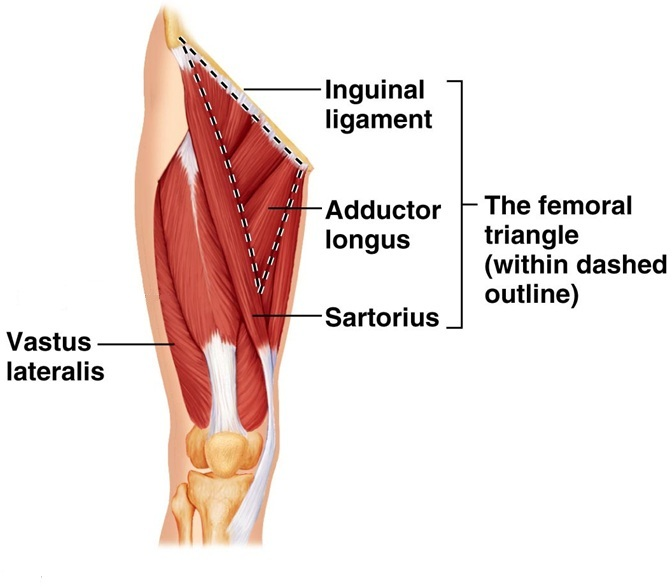 Inguinal
ligament
Adductor
longus
The femoral
triangle
(within dashed
outline)
Sartorius
Vastus
lateralis